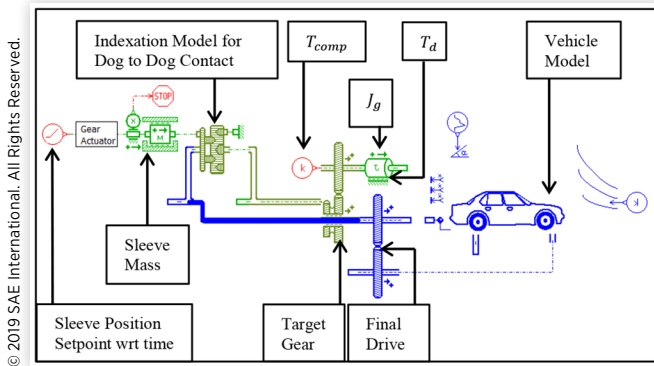 © 2019 SAE International. All Rights Reserved.
Indexation Model for
Dog to Dog Contact
T_comp
T_d
Vehicle
Model
J_g
STOP
Gear
Actuator
x
M
k
α
k
Sleeve
Mass
Sleeve Position
Setpoint wrt time
Target
Gear
Final
Drive